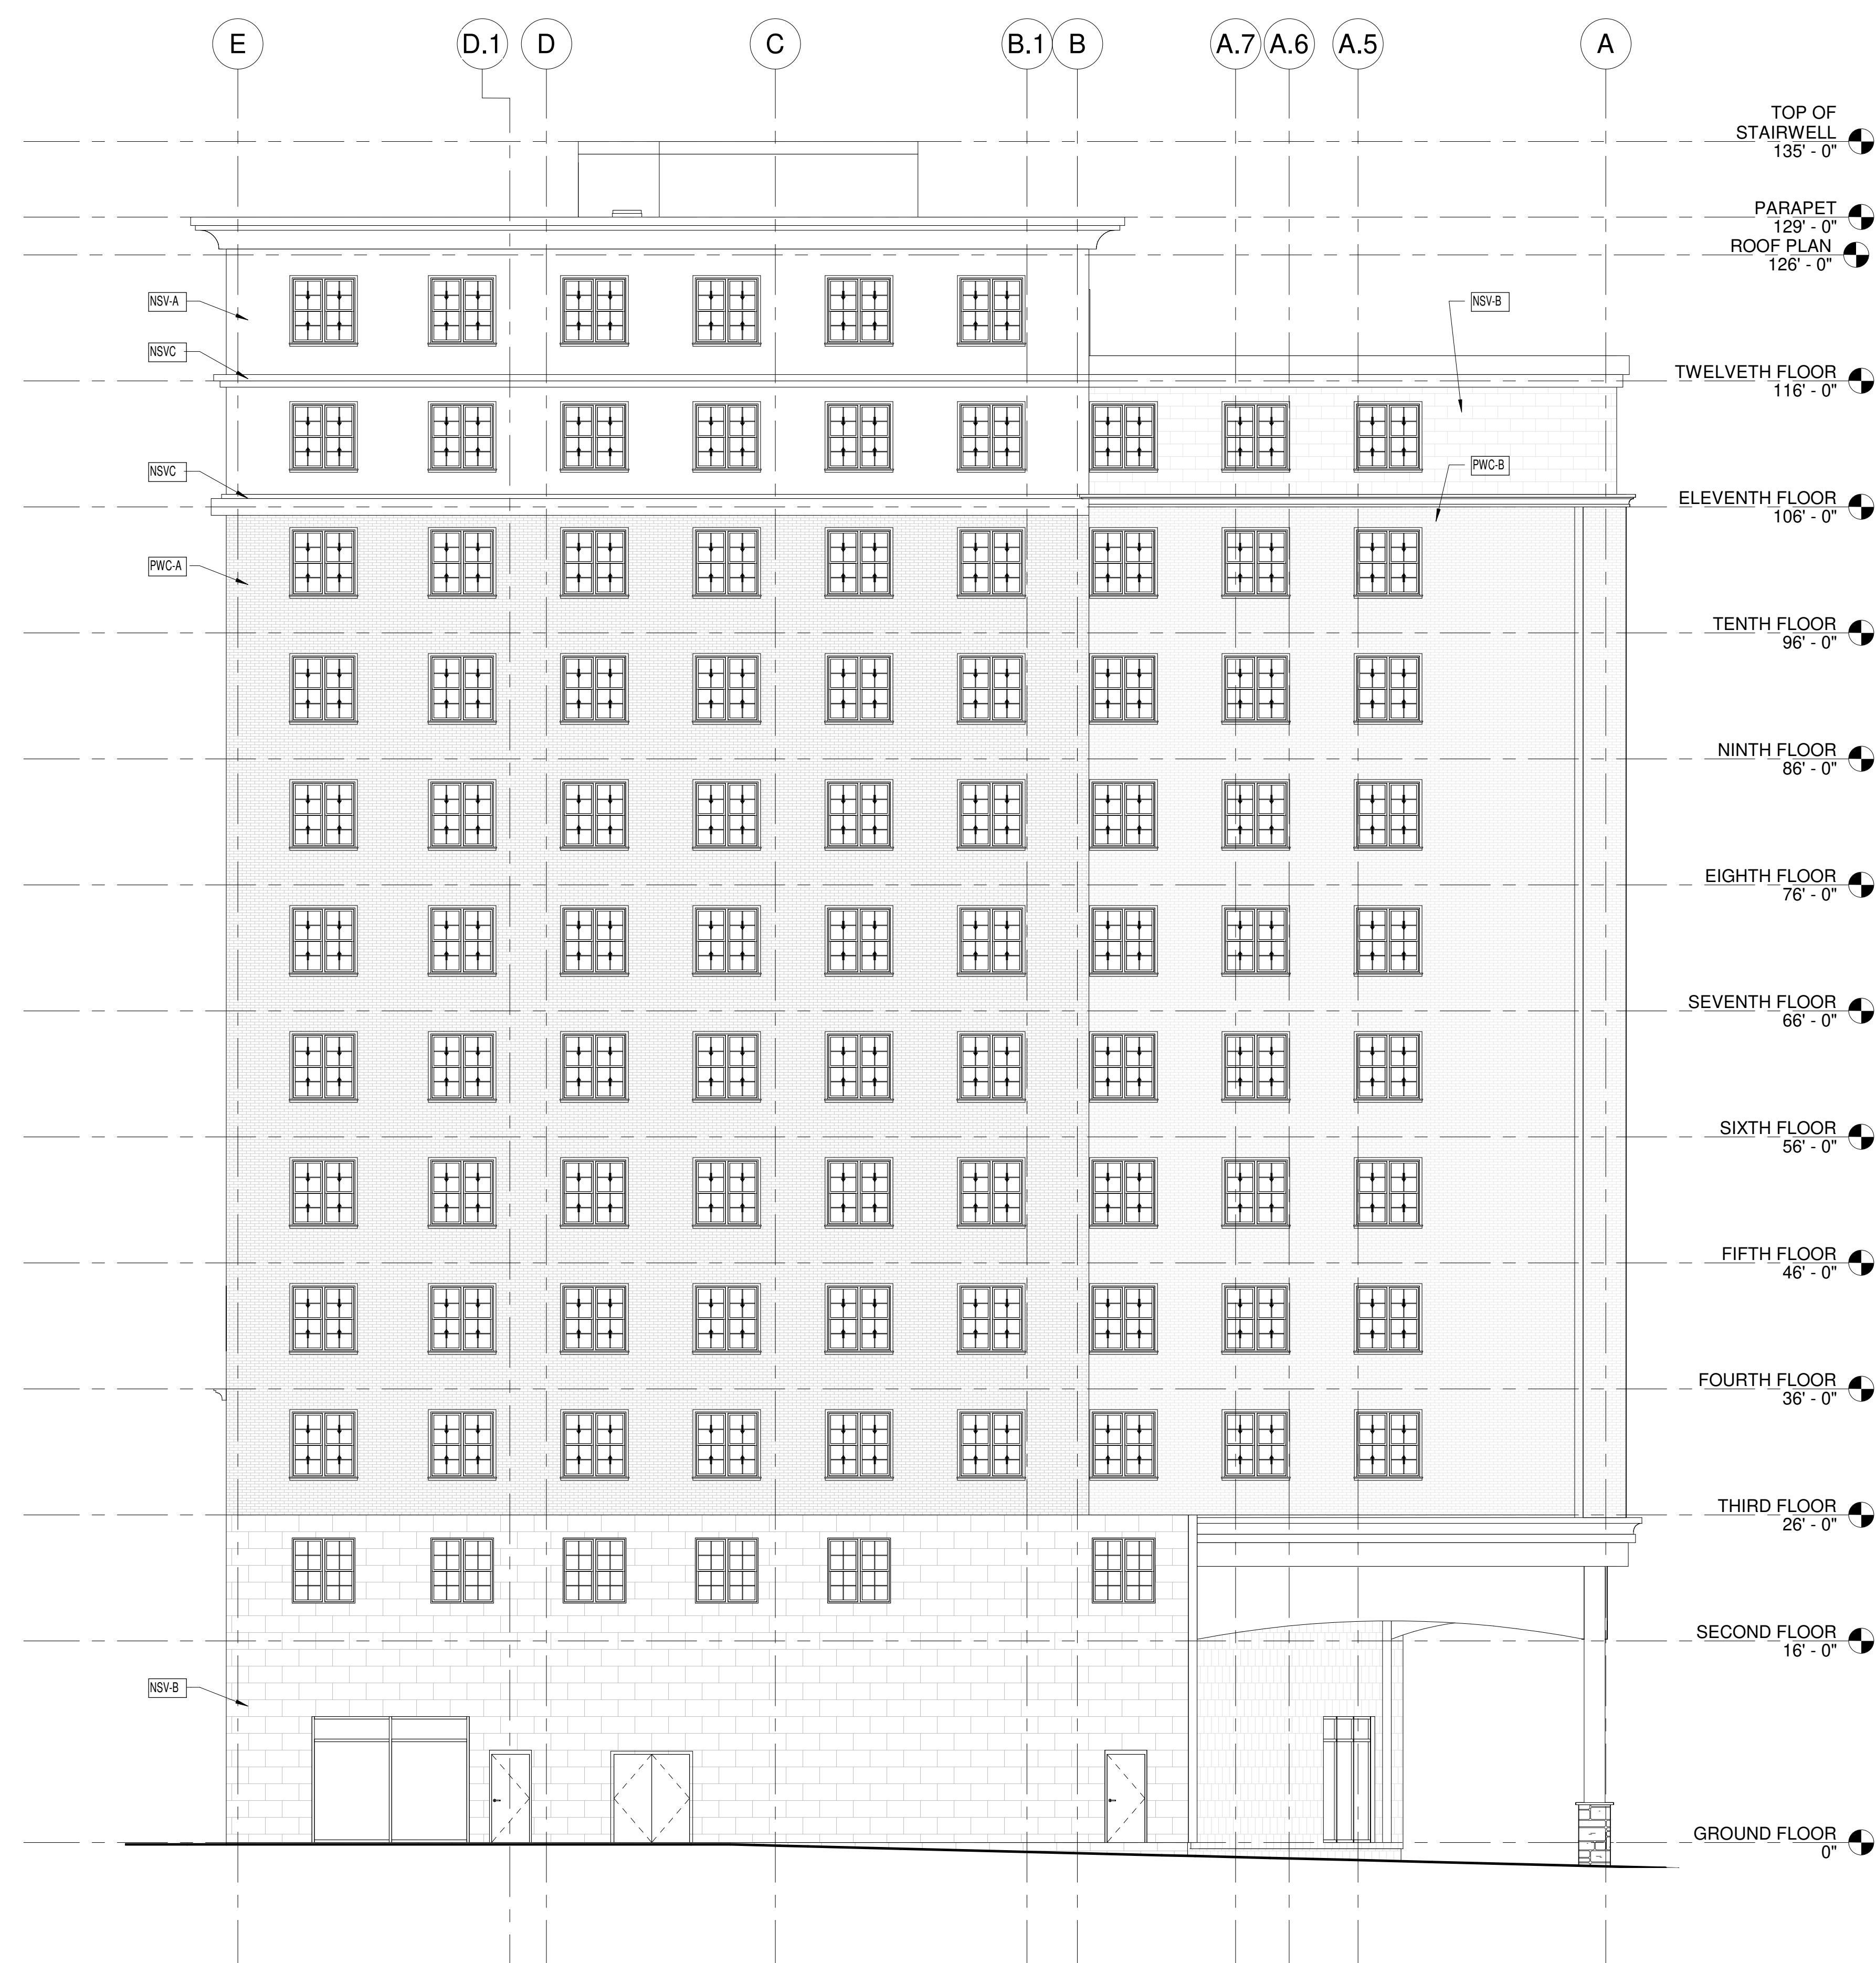 E D.1 D C B.1 B A.7 A.6 A.5 A
TOP OF
STAIRWELL
135' - 0"
PARAPET
129' - 0"
ROOF PLAN
126' - 0"
NSV-A
NSV-B
NSVC
TWELVETH FLOOR
116' - 0"
NSVC
PWC-B
ELEVENTH FLOOR
106' - 0"
PWC-A
TENTH FLOOR
96' - 0"
NINTH FLOOR
86' - 0"
EIGHTH FLOOR
76' - 0"
SEVENTH FLOOR
66' - 0"
SIXTH FLOOR
56' - 0"
FIFTH FLOOR
46' - 0"
FOURTH FLOOR
36' - 0"
THIRD FLOOR
26' - 0"
SECOND FLOOR
16' - 0"
NSV-B
GROUND FLOOR
0"